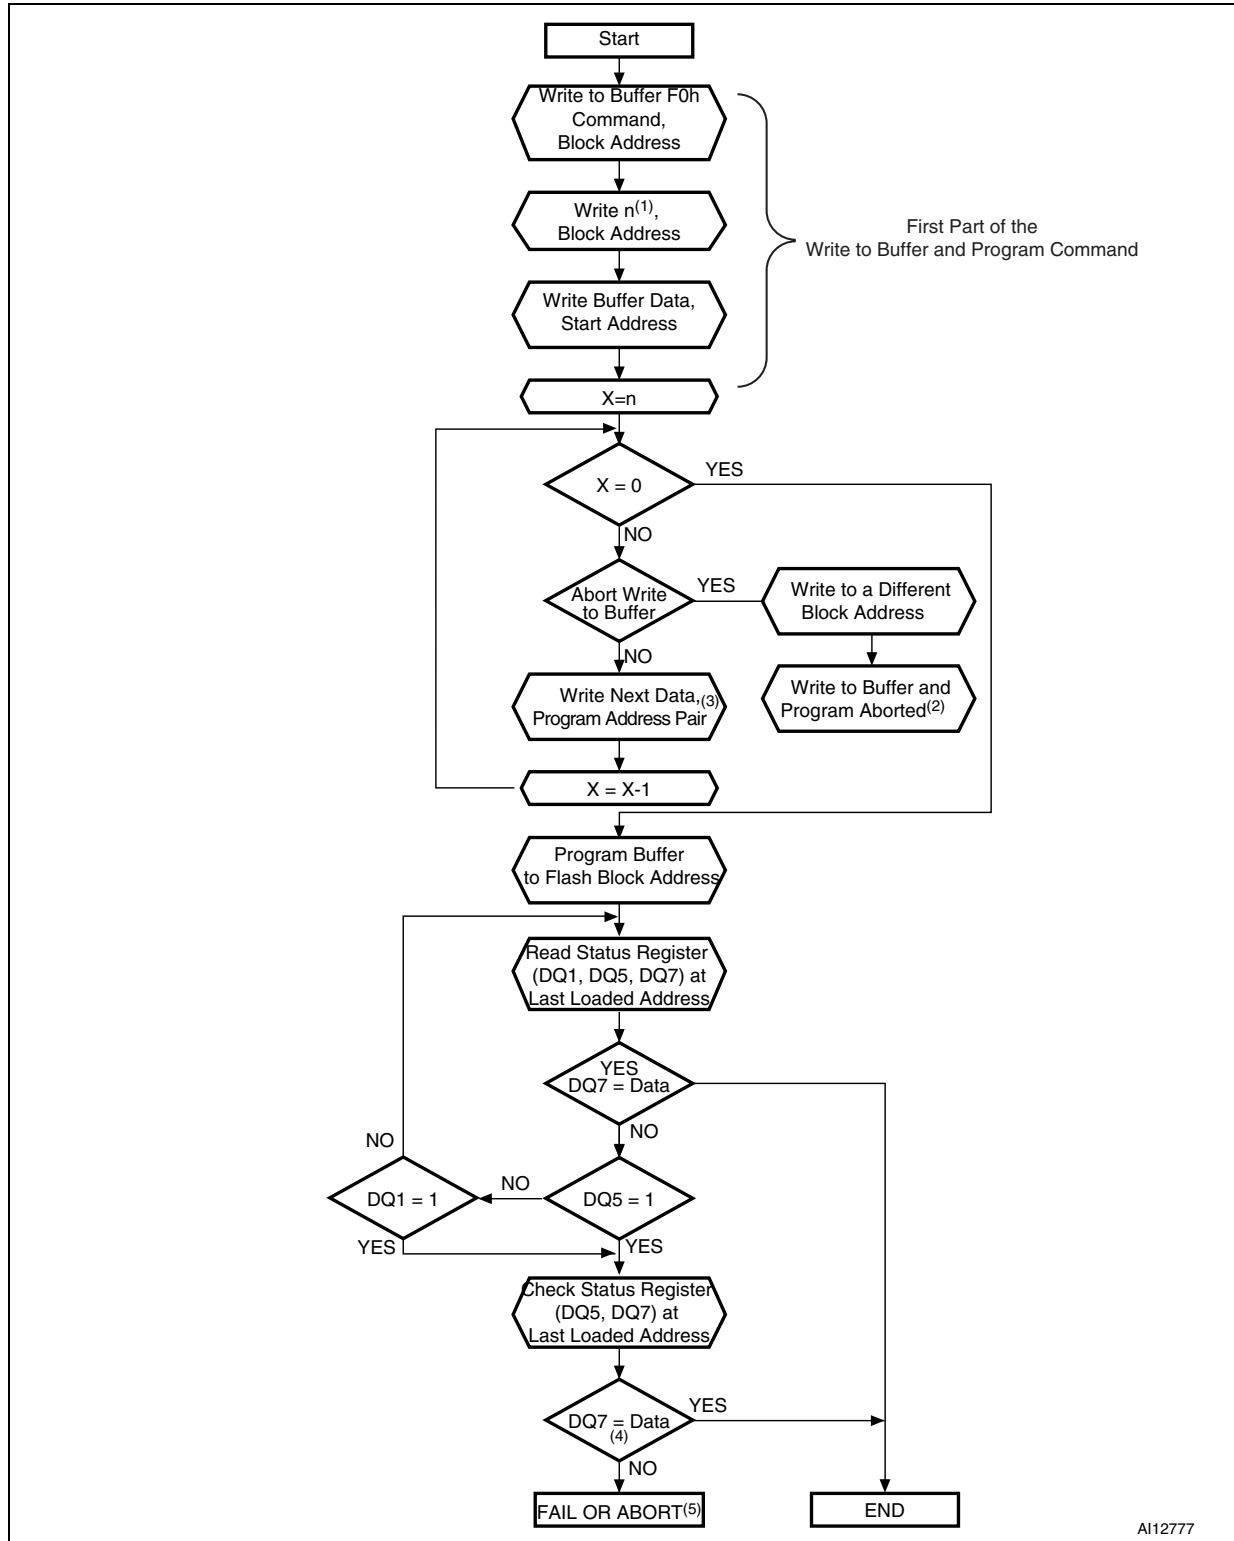 Start
Write to Buffer F0h
Command,
Block Address
Write n(1),
Block Address
First Part of the
Write to Buffer and Program Command
Write Buffer Data,
Start Address
X=n
X = 0
YES
NO
Abort Write
to Buffer
YES
Write to a Different
Block Address
NO
Write Next Data,(3)
Program Address Pair
Write to Buffer and
Program Aborted(2)
X = X-1
Program Buffer
to Flash Block Address
Read Status Register
(DQ1, DQ5, DQ7) at
Last Loaded Address
YES
DQ7 = Data
NO
NO
DQ1 = 1
NO
DQ5 = 1
YES
YES
Check Status Register
(DQ5, DQ7) at
Last Loaded Address
DQ7 = Data
(4)
YES
NO
FAIL OR ABORT(5)
END
AI12777